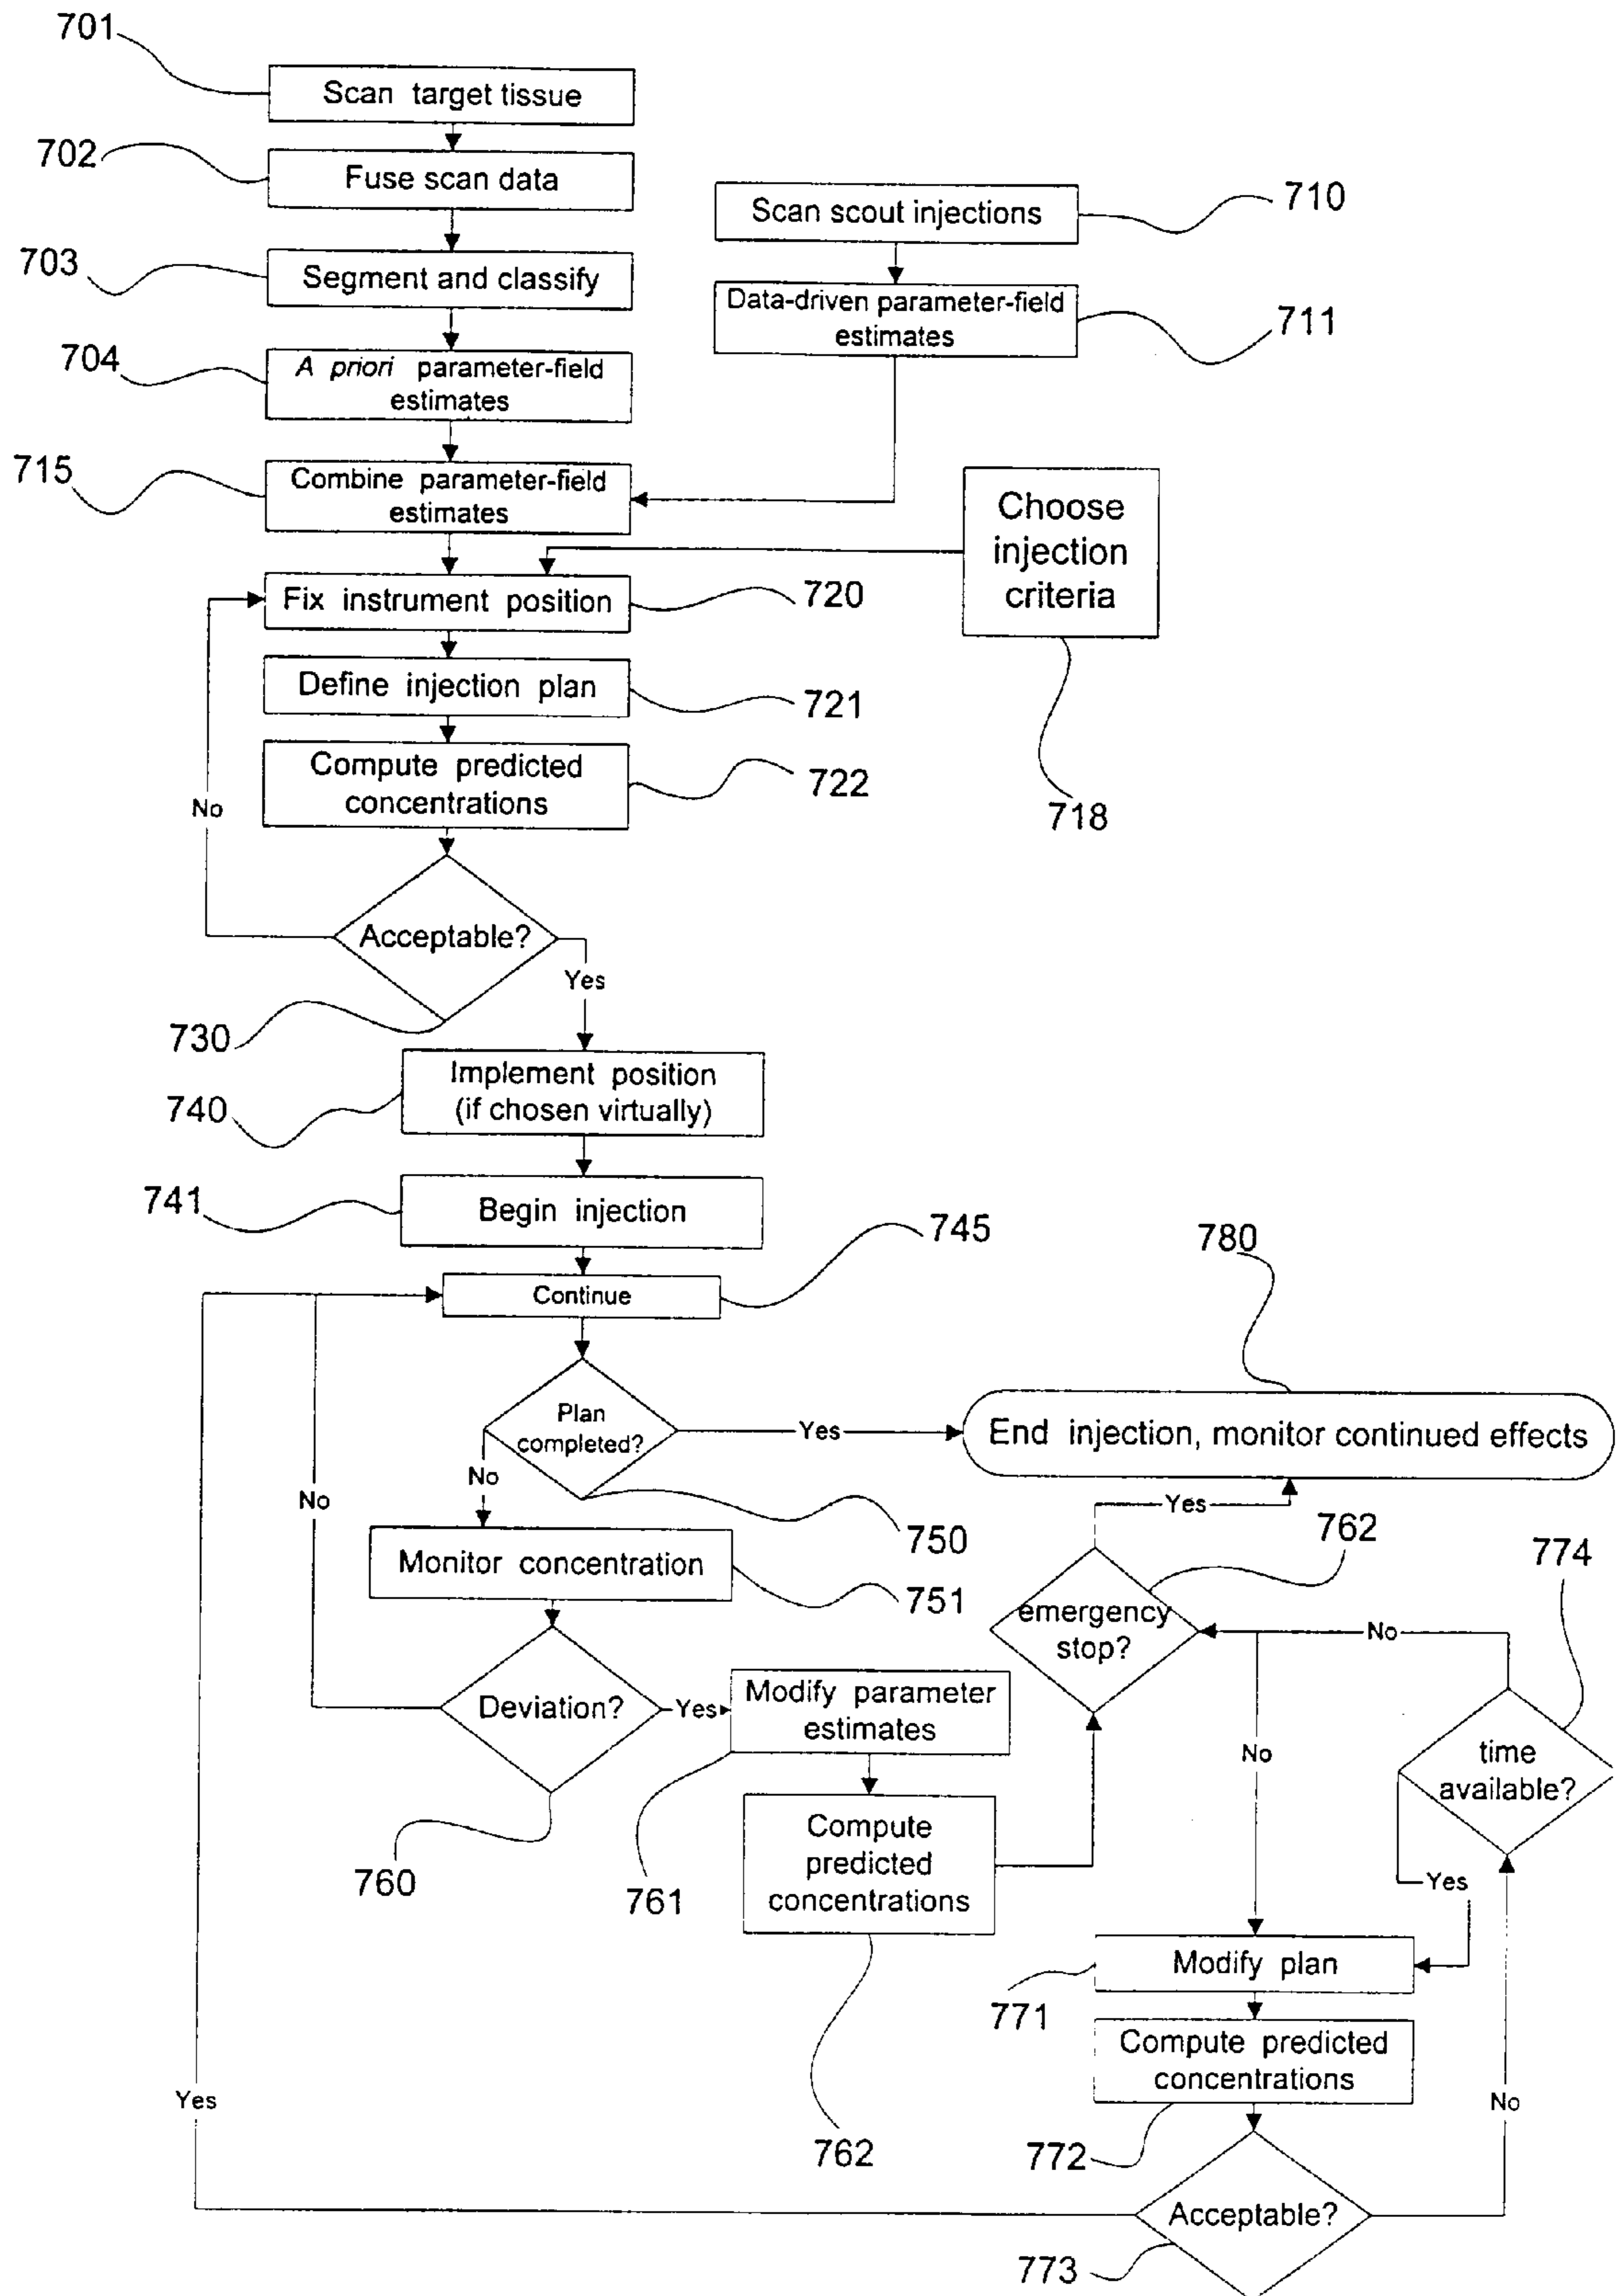 701
Scan target tissue
702
Fuse scan data
Scan scout injections
710
703
Segment and classify
Data-driven parameter-field
estimates
711
704
A priori parameter-field
estimates
715
Combine parameter-field
estimates
Choose
injection
criteria
718
Fix instrument position
720
Define injection plan
721
Compute predicted
concentrations
722
No
Acceptable?
Yes
730
Implement position
(if chosen virtually)
740
741
Begin injection
745
Continue
780
Plan
completed?
Yes
End injection, monitor continued effects
No
No
750
Yes
762
774
Monitor concentration
751
emergency
stop?
No
Deviation?
Yes
Modify parameter
estimates
No
time
available?
760
761
Compute
predicted
concentrations
Yes
762
Modify plan
771
Compute predicted
concentrations
772
Yes
No
Acceptable?
773